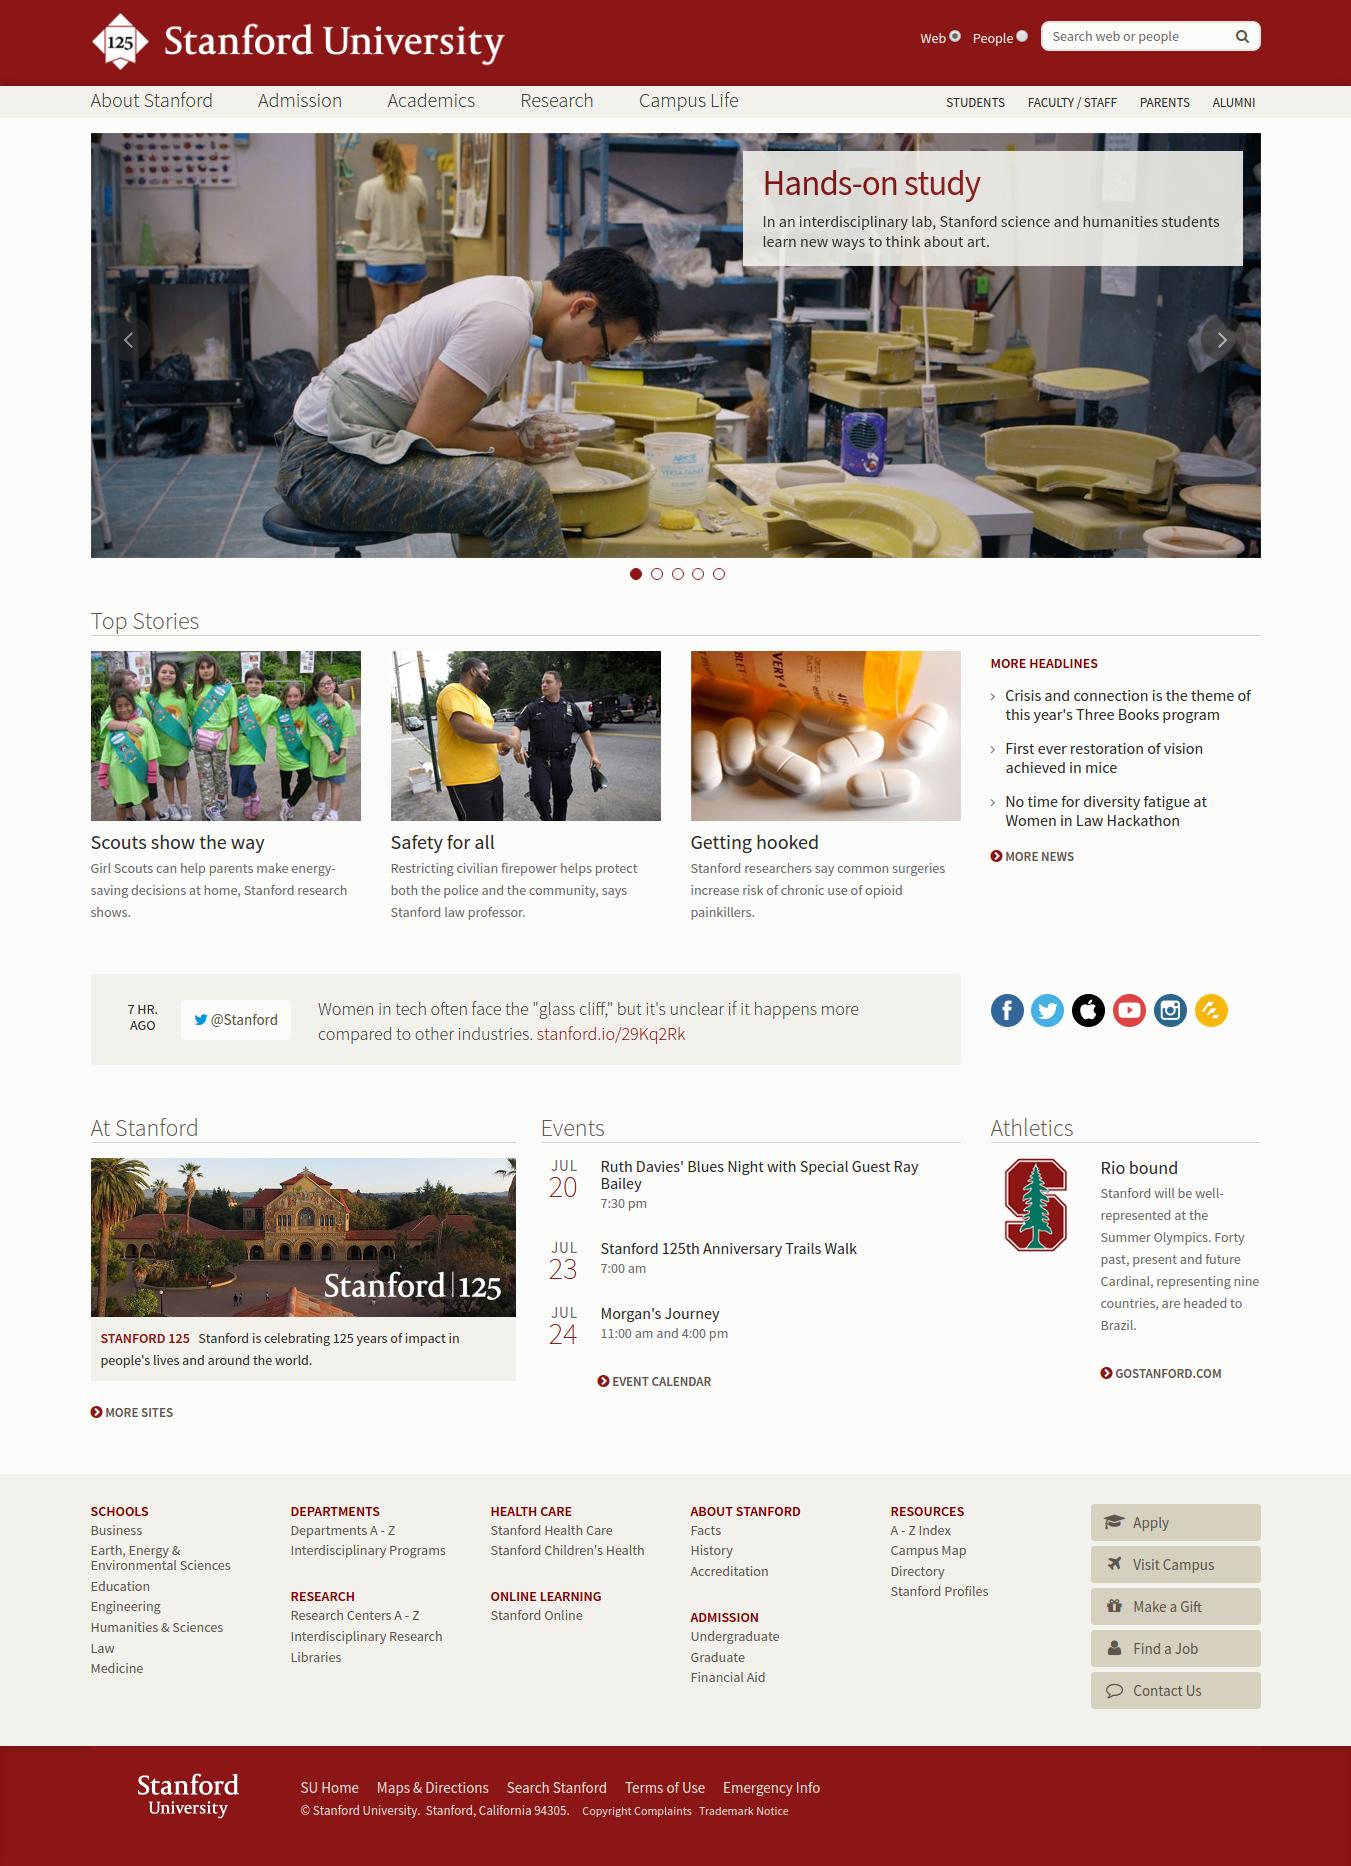 125 Stanford University
Web People Search web or people
About Stanford Admission Academics Research Campus Life
STUDENTS FACULTY / STAFF PARENTS ALUMNI
Hands-on study
In an interdisciplinary lab, Stanford science and humanities students
learn new ways to think about art.
Top Stories
Scouts show the way
Girl Scouts can help parents make energy-
saving decisions at home, Stanford research
shows.
Safety for all
Restricting civilian firepower helps protect
both the police and the community, says
Stanford law professor.
Getting hooked
Stanford researchers say common surgeries
increase risk of chronic use of opioid
painkillers.
MORE HEADLINES
Crisis and connection is the theme of
this year's Three Books program
First ever restoration of vision
achieved in mice
No time for diversity fatigue at
Women in Law Hackathon
MORE NEWS
7 HR.
AGO
@Stanford
Women in tech often face the "glass cliff," but it's unclear if it happens more
compared to other industries. stanford.io/29Kq2Rk
At Stanford
Stanford 125
STANFORD 125 Stanford is celebrating 125 years of impact in
people's lives and around the world.
MORE SITES
Events
JUL
20
Ruth Davies' Blues Night with Special Guest Ray
Bailey
7:30 pm
JUL
23
Stanford 125th Anniversary Trails Walk
7:00 am
JUL
24
Morgan's Journey
11:00 am and 4:00 pm
EVENT CALENDAR
Athletics
Rio bound
Stanford will be well-
represented at the
Summer Olympics. Forty
past, present and future
Cardinal, representing nine
countries, are headed to
Brazil.
GOSTANFORD.COM
SCHOOLS
Business
Earth, Energy &
Environmental Sciences
Education
Engineering
Humanities & Sciences
Law
Medicine
DEPARTMENTS
Departments A - Z
Interdisciplinary Programs
RESEARCH
Research Centers A - Z
Interdisciplinary Research
Libraries
HEALTH CARE
Stanford Health Care
Stanford Children's Health
ONLINE LEARNING
Stanford Online
ABOUT STANFORD
Facts
History
Accreditation
ADMISSION
Undergraduate
Graduate
Financial Aid
RESOURCES
A - Z Index
Campus Map
Directory
Stanford Profiles
Apply
Visit Campus
Make a Gift
Find a Job
Contact Us
Stanford
University
SU Home Maps & Directions Search Stanford Terms of Use Emergency Info
© Stanford University. Stanford, California 94305. Copyright Complaints Trademark Notice